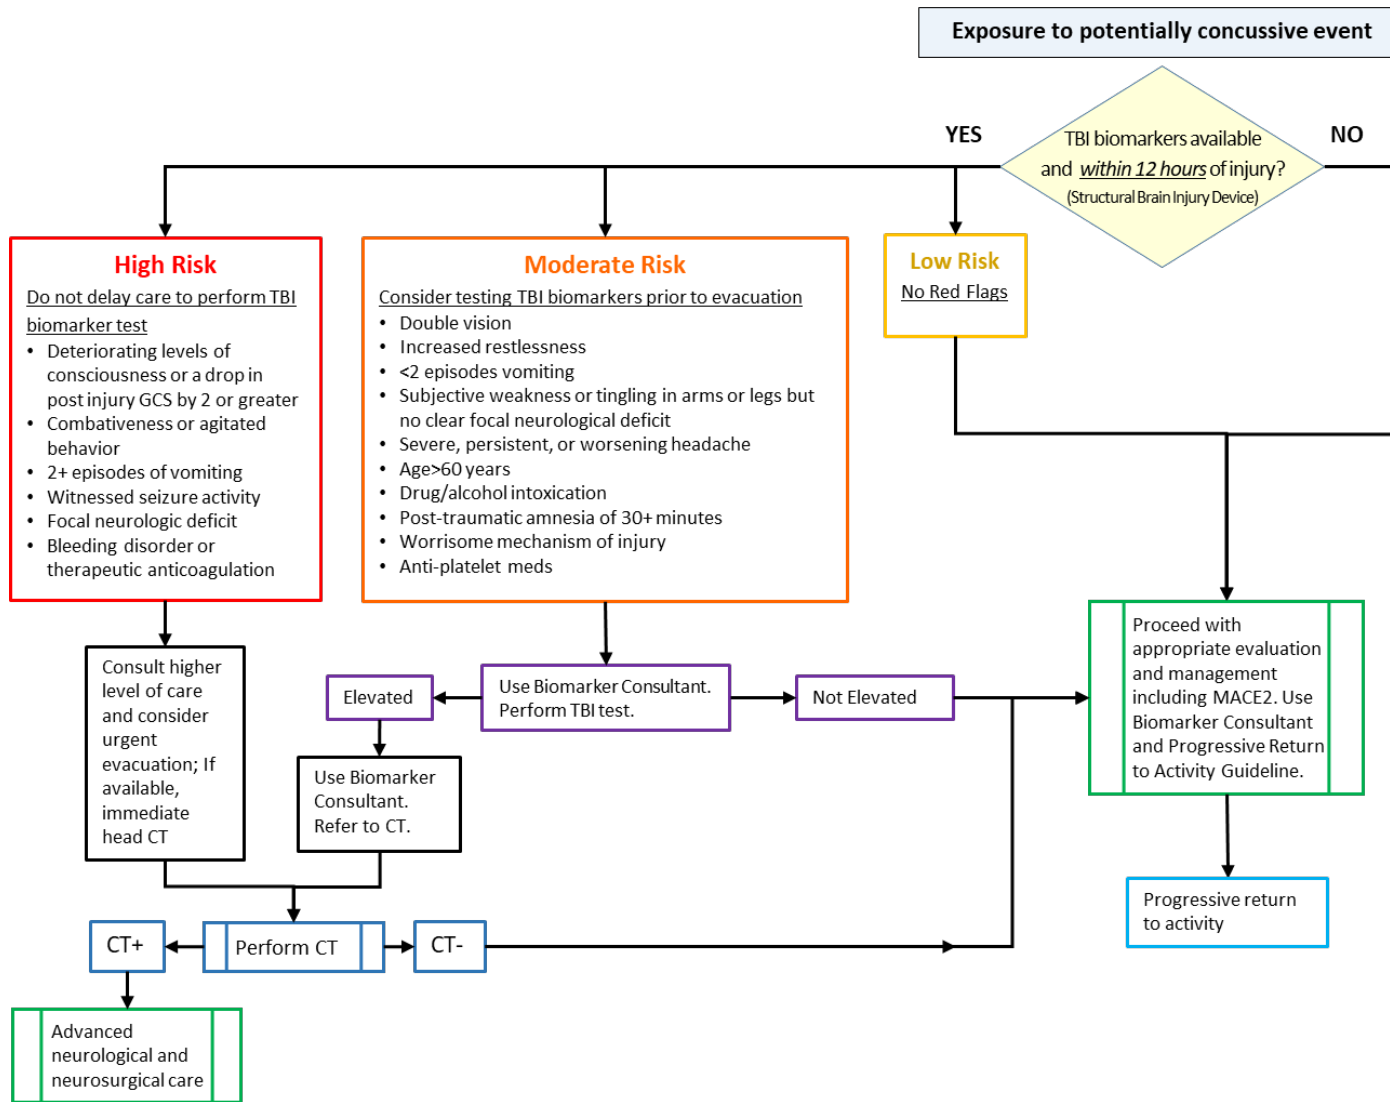 Exposure to potentially concussive event
YES
TBI biomarkers available
and within 12 hours of injury?
(Structural Brain Injury Device)
NO
High Risk
Do not delay care to perform TBI
biomarker test
• Deteriorating levels of
consciousness or a drop in
post injury GCS by 2 or greater
• Combativeness or agitated
behavior
• 2+ episodes of vomiting
• Witnessed seizure activity
• Focal neurologic deficit
• Bleeding disorder or
therapeutic anticoagulation
Moderate Risk
Consider testing TBI biomarkers prior to evacuation
• Double vision
• Increased restlessness
• <2 episodes vomiting
• Subjective weakness or tingling in arms or legs but
no clear focal neurological deficit
• Severe, persistent, or worsening headache
• Age>60 years
• Drug/alcohol intoxication
• Post-traumatic amnesia of 30+ minutes
• Worrisome mechanism of injury
• Anti-platelet meds
Low Risk
No Red Flags
Consult higher
level of care
and consider
urgent
evacuation; If
available,
immediate
head CT
Elevated
Use Biomarker Consultant.
Perform TBI test.
Not Elevated
Use Biomarker
Consultant.
Refer to CT.
Proceed with
appropriate evaluation
and management
including MACE2. Use
Biomarker Consultant
and Progressive Return
to Activity Guideline.
CT+
Perform CT
CT-
Progressive return
to activity
Advanced
neurological and
neurosurgical care